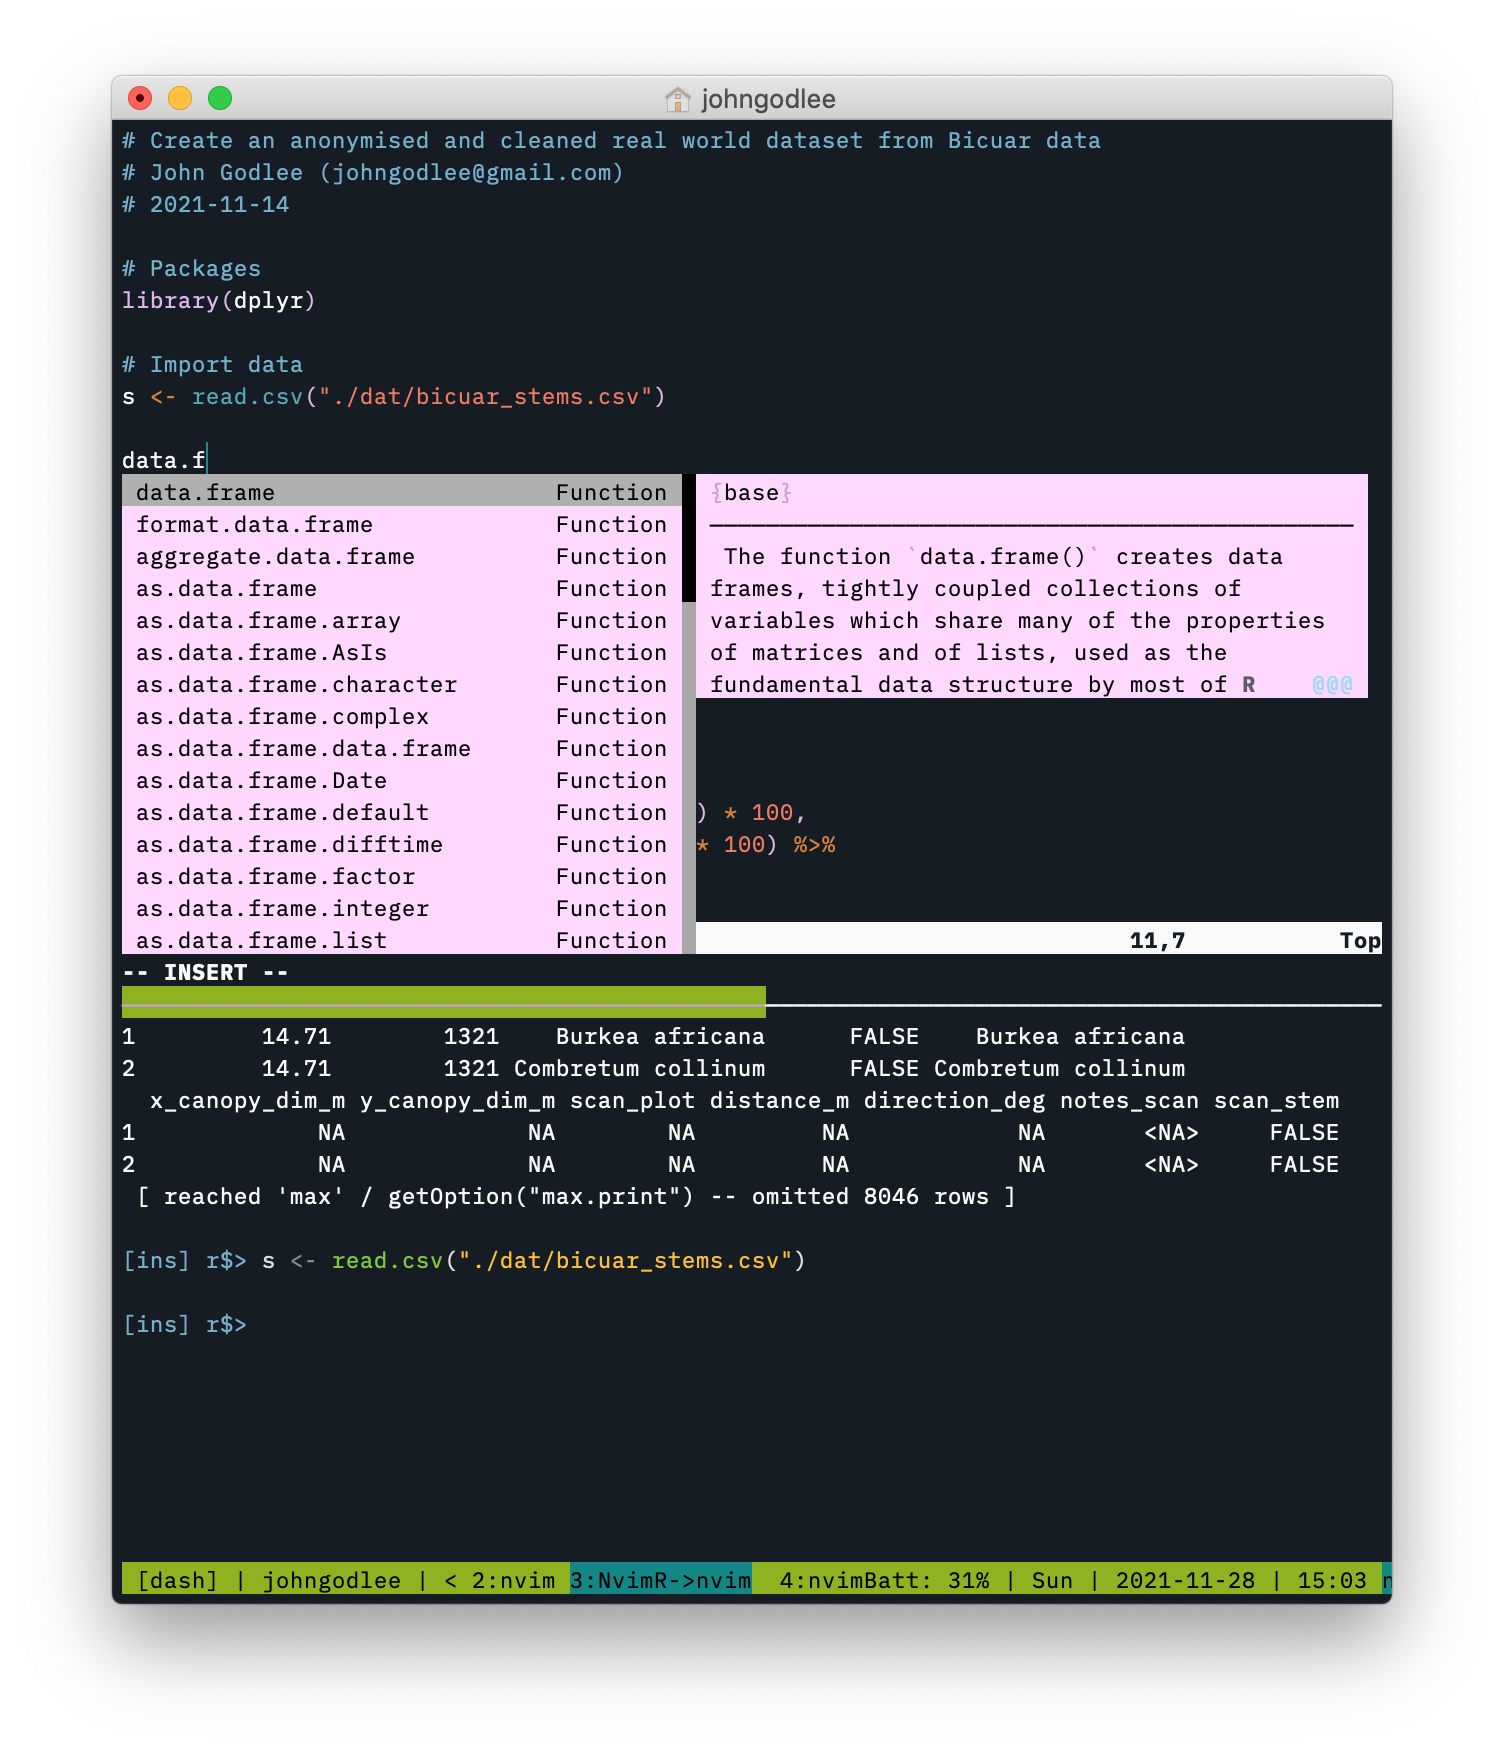 johngodlee
# Create an anonymised and cleaned real world dataset from Bicuar data
# John Godlee (johngodlee@gmail.com)
# 2021-11-14
# Packages
library(dplyr)
# Import data
s <- read.csv("./dat/bicuar_stems.csv")
data.f
data.frame Function
format.data.frame Function
aggregate.data.frame Function
as.data.frame Function
as.data.frame.array Function
as.data.frame.AsIs Function
as.data.frame.character Function
as.data.frame.complex Function
as.data.frame.data.frame Function
as.data.frame.Date Function
as.data.frame.default Function
as.data.frame.difftime Function
as.data.frame.factor Function
as.data.frame.integer Function
as.data.frame.list Function
{base}
The function `data.frame()` creates data
frames, tightly coupled collections of
variables which share many of the properties
of matrices and of lists, used as the
fundamental data structure by most of R @@@
) * 100,
* 100) %>%
11,7 Top
-- INSERT --
1 14.71 1321 Burkea africana FALSE Burkea africana
2 14.71 1321 Combretum collinum FALSE Combretum collinum
x_canopy_dim_m y_canopy_dim_m scan_plot distance_m direction_deg notes_scan scan_stem
1 NA NA NA NA NA <NA> FALSE
2 NA NA NA NA NA <NA> FALSE
[ reached 'max' / getOption("max.print") -- omitted 8046 rows ]
[ins] r$> s <- read.csv("./dat/bicuar_stems.csv")
[ins] r$>
[dash] | johngodlee | < 2:nvim 3:NvimR->nvim 4:nvimBatt: 31% | Sun | 2021-11-28 | 15:03 n